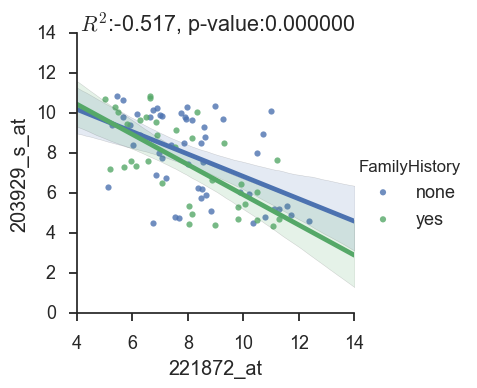 R²:-0.517, p-value:0.000000
14
12
10
8
6
4
2
0
203929_s_at
4 6 8 10 12 14
221872_at
FamilyHistory
none
yes